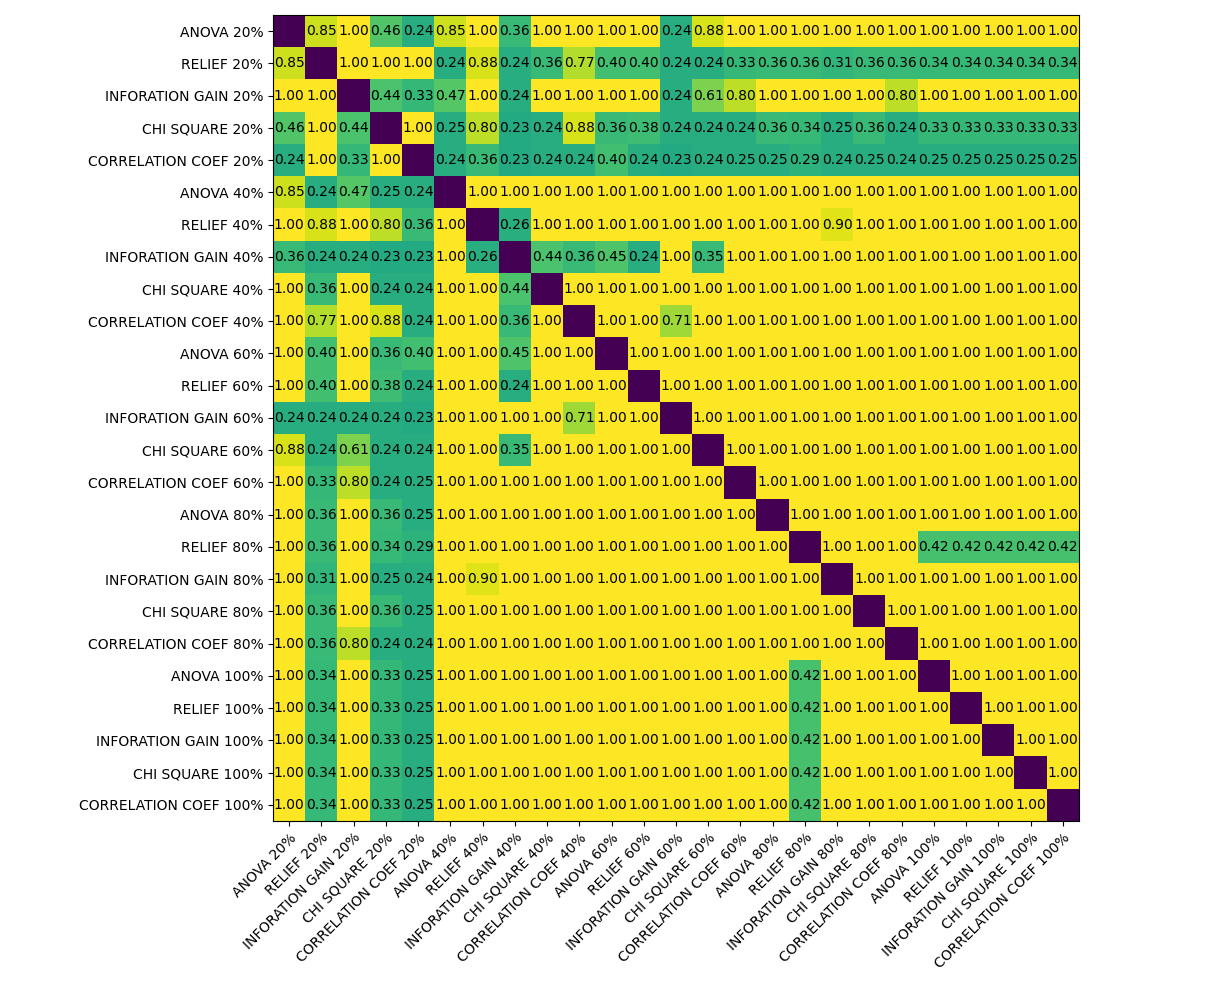 ANOVA 20% 0.85 1.00 0.46 0.24 0.85 1.00 0.36 1.00 1.00 1.00 1.00 0.24 0.88 1.00 1.00 1.00 1.00 1.00 1.00 1.00 1.00 1.00 1.00 1.00
RELIEF 20% 0.85 1.00 1.00 1.00 0.24 0.88 0.24 0.36 0.77 0.40 0.40 0.24 0.24 0.33 0.36 0.36 0.31 0.36 0.36 0.34 0.34 0.34 0.34 0.34
INFORATION GAIN 20% 1.00 1.00 0.44 0.33 0.47 1.00 0.24 1.00 1.00 1.00 1.00 0.24 0.61 0.80 1.00 1.00 1.00 1.00 0.80 1.00 1.00 1.00 1.00 1.00
CHI SQUARE 20% 0.46 1.00 0.44 1.00 0.25 0.80 0.23 0.24 0.88 0.36 0.38 0.24 0.24 0.24 0.36 0.34 0.25 0.36 0.24 0.33 0.33 0.33 0.33 0.33
CORRELATION COEF 20% 0.24 1.00 0.33 1.00 0.24 0.36 0.23 0.24 0.24 0.40 0.24 0.23 0.24 0.25 0.25 0.29 0.24 0.25 0.24 0.25 0.25 0.25 0.25 0.25
ANOVA 40% 0.85 0.24 0.47 0.25 0.24 1.00 1.00 1.00 1.00 1.00 1.00 1.00 1.00 1.00 1.00 1.00 1.00 1.00 1.00 1.00 1.00 1.00 1.00 1.00
RELIEF 40% 1.00 0.88 1.00 0.80 0.36 1.00 0.26 1.00 1.00 1.00 1.00 1.00 1.00 1.00 1.00 1.00 0.90 1.00 1.00 1.00 1.00 1.00 1.00 1.00
INFORATION GAIN 40% 0.36 0.24 0.24 0.23 0.23 1.00 0.26 0.44 0.36 0.45 0.24 1.00 0.35 1.00 1.00 1.00 1.00 1.00 1.00 1.00 1.00 1.00 1.00 1.00
CHI SQUARE 40% 1.00 0.36 1.00 0.24 0.24 1.00 1.00 0.44 1.00 1.00 1.00 1.00 1.00 1.00 1.00 1.00 1.00 1.00 1.00 1.00 1.00 1.00 1.00 1.00
CORRELATION COEF 40% 1.00 0.77 1.00 0.88 0.24 1.00 1.00 0.36 1.00 1.00 1.00 0.71 1.00 1.00 1.00 1.00 1.00 1.00 1.00 1.00 1.00 1.00 1.00 1.00
ANOVA 60% 1.00 0.40 1.00 0.36 0.40 1.00 1.00 0.45 1.00 1.00 1.00 1.00 1.00 1.00 1.00 1.00 1.00 1.00 1.00 1.00 1.00 1.00 1.00 1.00
RELIEF 60% 1.00 0.40 1.00 0.38 0.24 1.00 1.00 0.24 1.00 1.00 1.00 1.00 1.00 1.00 1.00 1.00 1.00 1.00 1.00 1.00 1.00 1.00 1.00 1.00
INFORATION GAIN 60% 0.24 0.24 0.24 0.24 0.23 1.00 1.00 1.00 1.00 0.71 1.00 1.00 1.00 1.00 1.00 1.00 1.00 1.00 1.00 1.00 1.00 1.00 1.00 1.00
CHI SQUARE 60% 0.88 0.24 0.61 0.24 0.24 1.00 1.00 0.35 1.00 1.00 1.00 1.00 1.00 1.00 1.00 1.00 1.00 1.00 1.00 1.00 1.00 1.00 1.00 1.00
CORRELATION COEF 60% 1.00 0.33 0.80 0.24 0.25 1.00 1.00 1.00 1.00 1.00 1.00 1.00 1.00 1.00 1.00 1.00 1.00 1.00 1.00 1.00 1.00 1.00 1.00 1.00
ANOVA 80% 1.00 0.36 1.00 0.36 0.25 1.00 1.00 1.00 1.00 1.00 1.00 1.00 1.00 1.00 1.00 1.00 1.00 1.00 1.00 1.00 1.00 1.00 1.00 1.00
RELIEF 80% 1.00 0.36 1.00 0.34 0.29 1.00 1.00 1.00 1.00 1.00 1.00 1.00 1.00 1.00 1.00 1.00 1.00 1.00 1.00 0.42 0.42 0.42 0.42 0.42
INFORATION GAIN 80% 1.00 0.31 1.00 0.25 0.24 1.00 0.90 1.00 1.00 1.00 1.00 1.00 1.00 1.00 1.00 1.00 1.00 1.00 1.00 1.00 1.00 1.00 1.00 1.00
CHI SQUARE 80% 1.00 0.36 1.00 0.36 0.25 1.00 1.00 1.00 1.00 1.00 1.00 1.00 1.00 1.00 1.00 1.00 1.00 1.00 1.00 1.00 1.00 1.00 1.00 1.00
CORRELATION COEF 80% 1.00 0.36 0.80 0.24 0.24 1.00 1.00 1.00 1.00 1.00 1.00 1.00 1.00 1.00 1.00 1.00 1.00 1.00 1.00 1.00 1.00 1.00 1.00 1.00
ANOVA 100% 1.00 0.34 1.00 0.33 0.25 1.00 1.00 1.00 1.00 1.00 1.00 1.00 1.00 1.00 1.00 1.00 0.42 1.00 1.00 1.00 1.00 1.00 1.00 1.00
RELIEF 100% 1.00 0.34 1.00 0.33 0.25 1.00 1.00 1.00 1.00 1.00 1.00 1.00 1.00 1.00 1.00 1.00 0.42 1.00 1.00 1.00 1.00 1.00 1.00 1.00
INFORATION GAIN 100% 1.00 0.34 1.00 0.33 0.25 1.00 1.00 1.00 1.00 1.00 1.00 1.00 1.00 1.00 1.00 1.00 0.42 1.00 1.00 1.00 1.00 1.00 1.00 1.00
CHI SQUARE 100% 1.00 0.34 1.00 0.33 0.25 1.00 1.00 1.00 1.00 1.00 1.00 1.00 1.00 1.00 1.00 1.00 0.42 1.00 1.00 1.00 1.00 1.00 1.00 1.00
CORRELATION COEF 100% 1.00 0.34 1.00 0.33 0.25 1.00 1.00 1.00 1.00 1.00 1.00 1.00 1.00 1.00 1.00 1.00 0.42 1.00 1.00 1.00 1.00 1.00 1.00 1.00
ANOVA 20%
RELIEF 20%
INFORATION GAIN 20%
CHI SQUARE 20%
CORRELATION COEF 20%
ANOVA 40%
RELIEF 40%
INFORATION GAIN 40%
CHI SQUARE 40%
CORRELATION COEF 40%
ANOVA 60%
RELIEF 60%
INFORATION GAIN 60%
CHI SQUARE 60%
CORRELATION COEF 60%
ANOVA 80%
RELIEF 80%
INFORATION GAIN 80%
CHI SQUARE 80%
CORRELATION COEF 80%
ANOVA 100%
RELIEF 100%
INFORATION GAIN 100%
CHI SQUARE 100%
CORRELATION COEF 100%